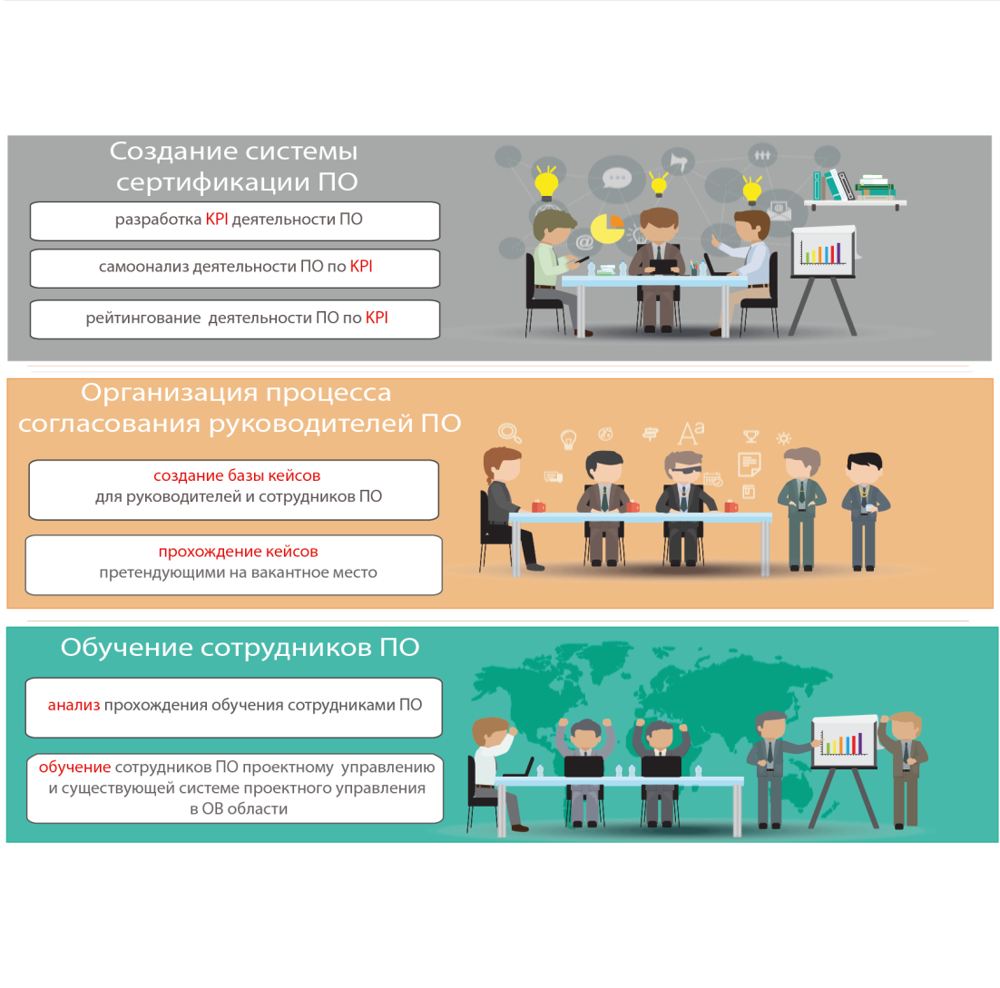 Создание системы
сертификации ПО
разработка KPI деятельности ПО
самоонализ деятельности ПО по KPI
рейтингование деятельности ПО по KPI
Организация процесса
согласования руководителей ПО
создание базы кейсов
для руководителей и сотрудников ПО
прохождение кейсов
претендующими на вакантное место
Aa
Обучение сотрудников ПО
анализ прохождения обучения сотрудниками ПО
обучение сотрудников ПО проектному управлению
и существующей системе проектного управления
в ОВ области